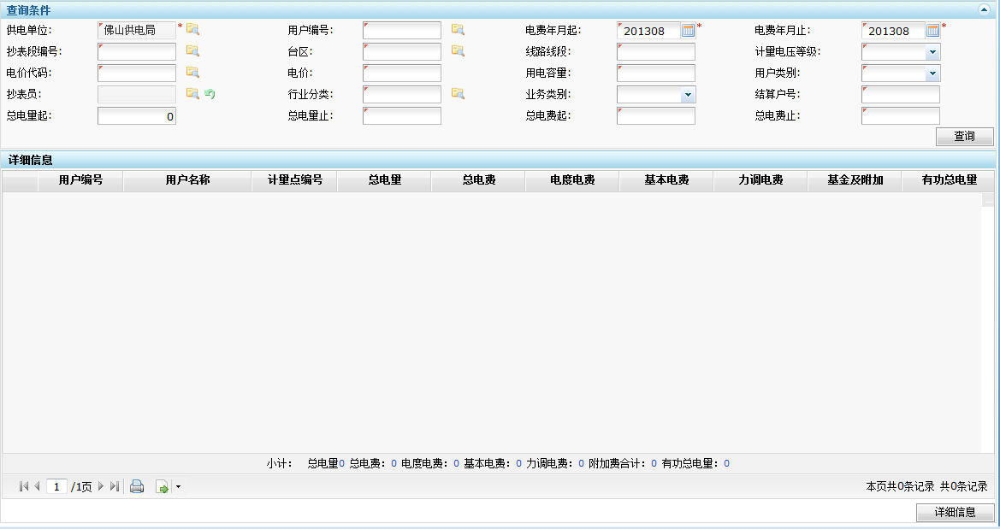 查询条件
供电单位: 佛山供电局 * 用户编号: 电费年月起: 201308 * 电费年月止: 201308 *
抄表段编号: 台区: 线路线段: 计量电压等级:
电价代码: 电价: 用电容量: 用户类别:
抄表员: 行业分类: 业务类别: 结算户号:
总电量起: 0 总电量止: 总电费起: 总电费止:
查询
详细信息
用户编号 用户名称 计量点编号 总电量 总电费 电度电费 基本电费 力调电费 基金及附加 有功总电量
小计: 总电量0 总电费: 0 电度电费: 0 基本电费: 0 力调电费: 0 附加费合计: 0 有功总电量: 0
1 /1页 本页共0条记录 共0条记录
详细信息